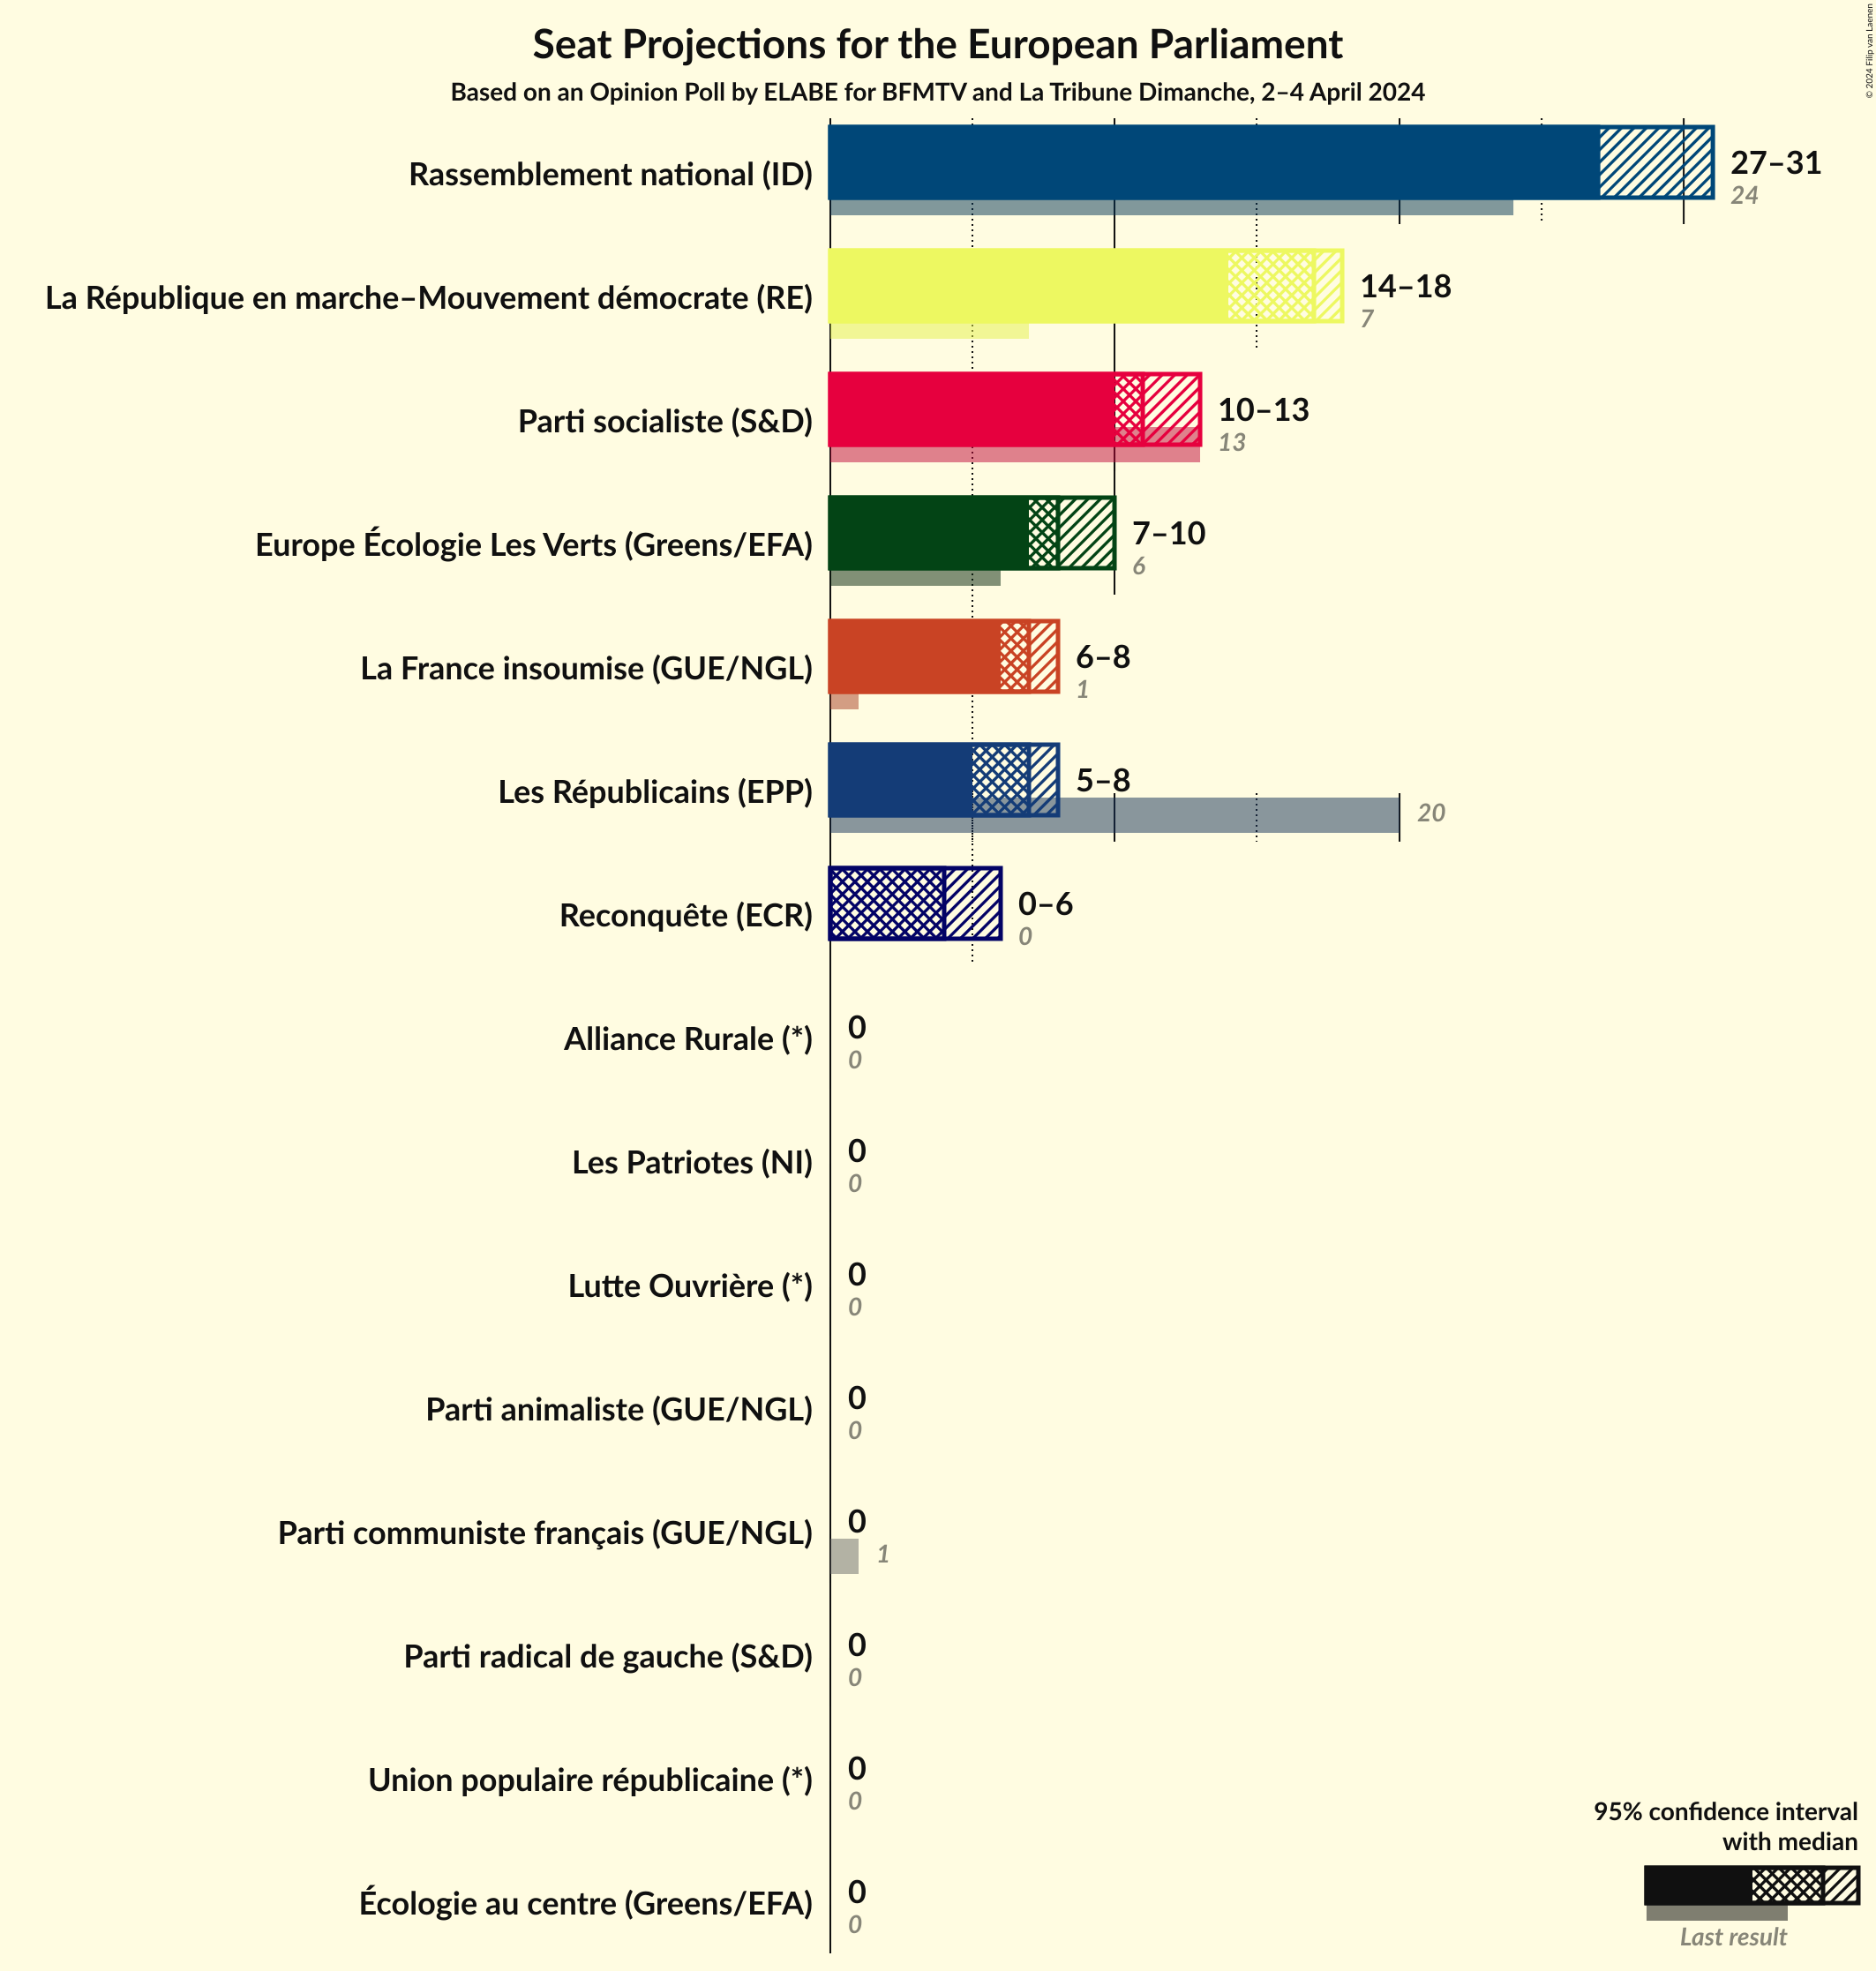 Seat Projections for the European Parliament
Based on an Opinion Poll by ELABE for BFMTV and La Tribune Dimanche, 2–4 April 2024
© 2024 Filip van Laenen
Rassemblement national (ID)
27–31
24
La République en marche–Mouvement démocrate (RE)
14–18
7
Parti socialiste (S&D)
10–13
13
Europe Écologie Les Verts (Greens/EFA)
7–10
6
La France insoumise (GUE/NGL)
6–8
1
Les Républicains (EPP)
5–8
20
Reconquête (ECR)
0–6
0
Alliance Rurale (*)
0
0
Les Patriotes (NI)
0
0
Lutte Ouvrière (*)
0
0
Parti animaliste (GUE/NGL)
0
0
Parti communiste français (GUE/NGL)
0
1
Parti radical de gauche (S&D)
0
0
Union populaire républicaine (*)
0
0
Écologie au centre (Greens/EFA)
0
0
95% confidence interval
with median
Last result